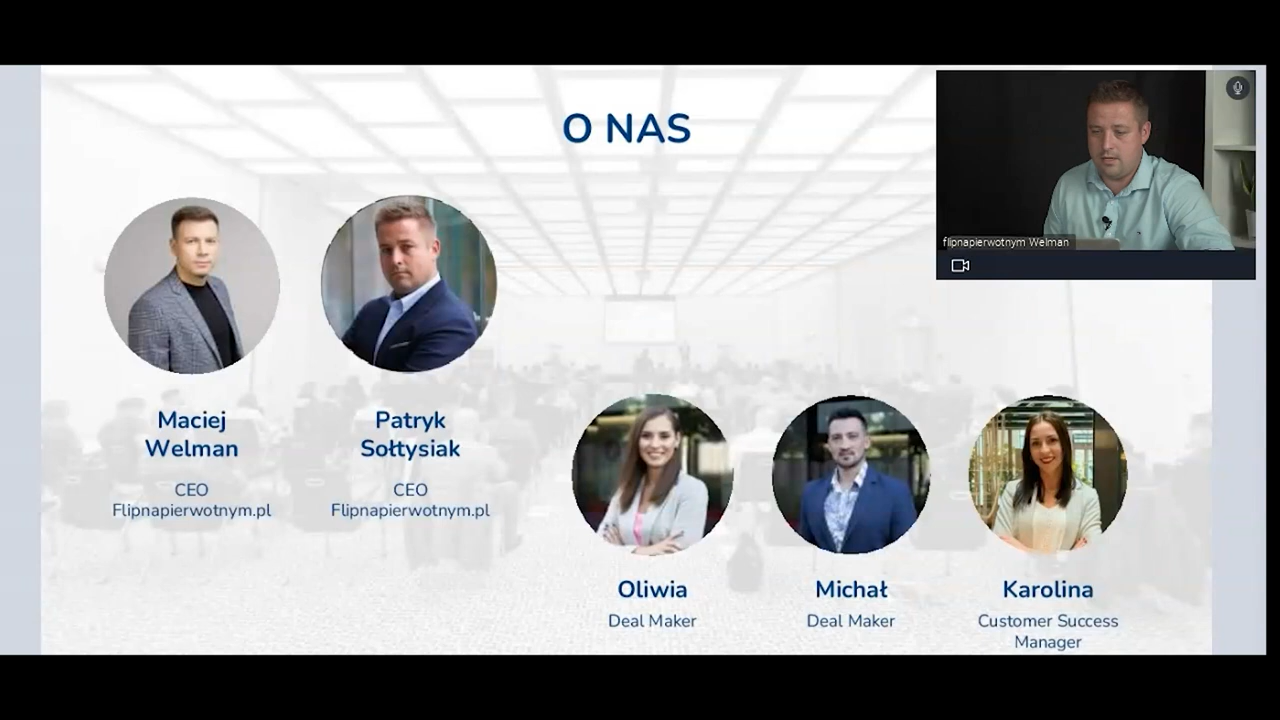 O NAS
flipnapierwotnym Welman
Maciej
Welman
CEO
Flipnapierwotnym.pl
Patryk
Sołtysiak
CEO
Flipnapierwotnym.pl
Oliwia
Deal Maker
Michał
Deal Maker
Karolina
Customer Success
Manager